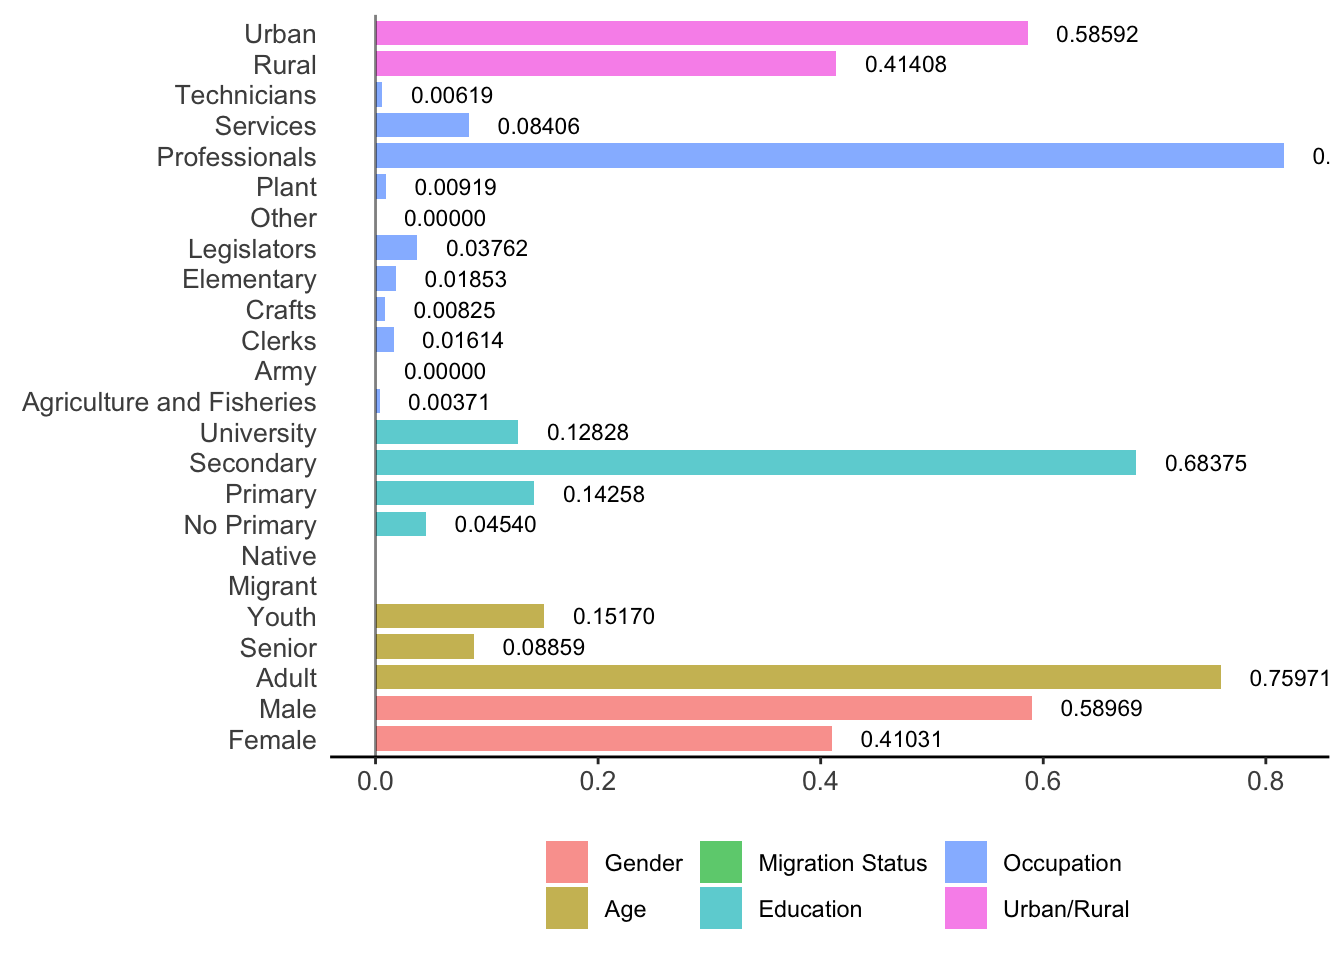 Urban 0.58592
Rural 0.41408
Technicians 0.00619
Services 0.08406
Professionals 0.
Plant 0.00919
Other 0.00000
Legislators 0.03762
Elementary 0.01853
Crafts 0.00825
Clerks 0.01614
Army 0.00000
Agriculture and Fisheries 0.00371
University 0.12828
Secondary 0.68375
Primary 0.14258
No Primary 0.04540
Native
Migrant
Youth 0.15170
Senior 0.08859
Adult 0.75971
Male 0.58969
Female 0.41031
0.0 0.2 0.4 0.6 0.8
Gender Migration Status Occupation
Age Education Urban/Rural